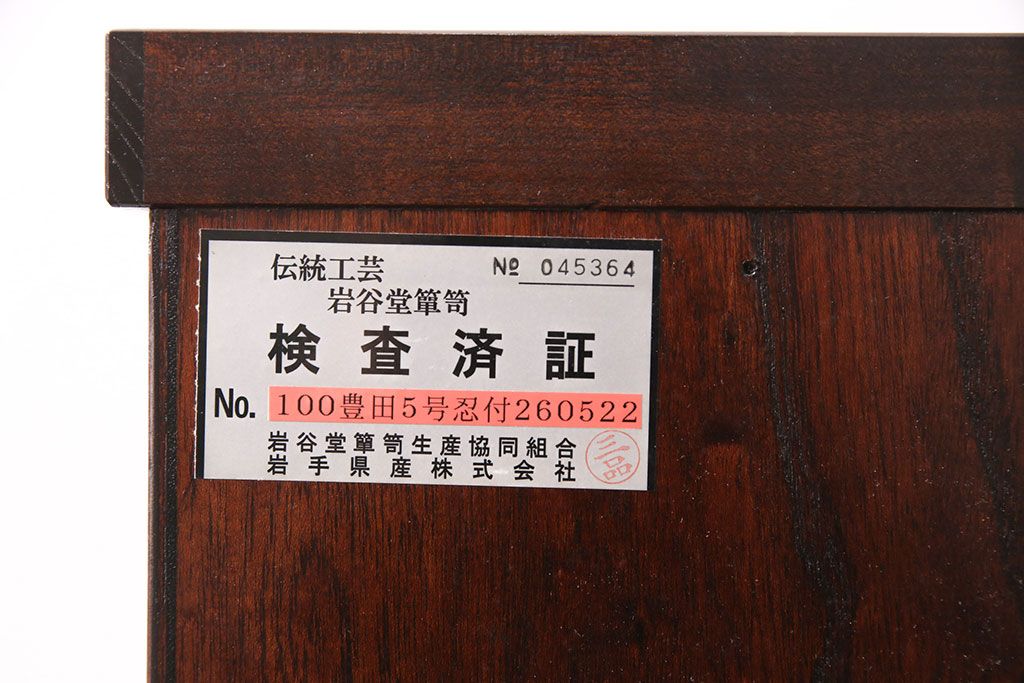 伝統工芸
№ 045364
岩谷堂簞笥
検査済証
No. 100豊田5号忍付260522
岩谷堂簞笥生産協同組合
岩手県産株式会社